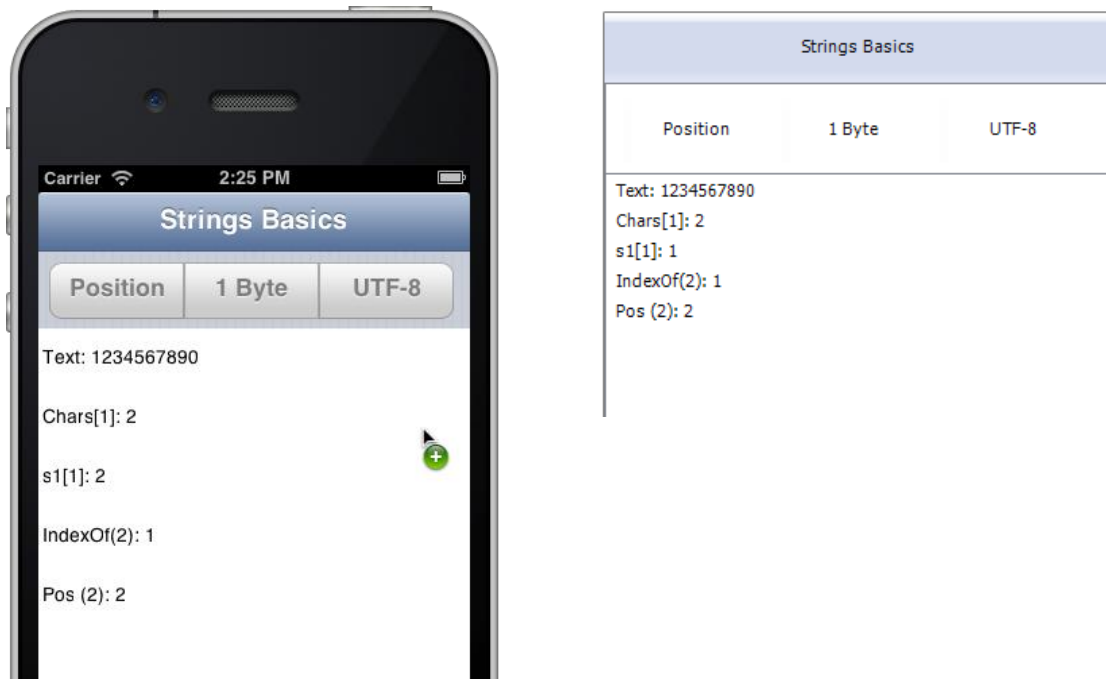 Carrier 2:25 PM
Strings Basics
Position 1 Byte UTF-8
Text: 1234567890
Chars[1]: 2
s1[1]: 2
IndexOf(2): 1
Pos (2): 2
Strings Basics
Position 1 Byte UTF-8
Text: 1234567890
Chars[1]: 2
s1[1]: 1
IndexOf(2): 1
Pos (2): 2